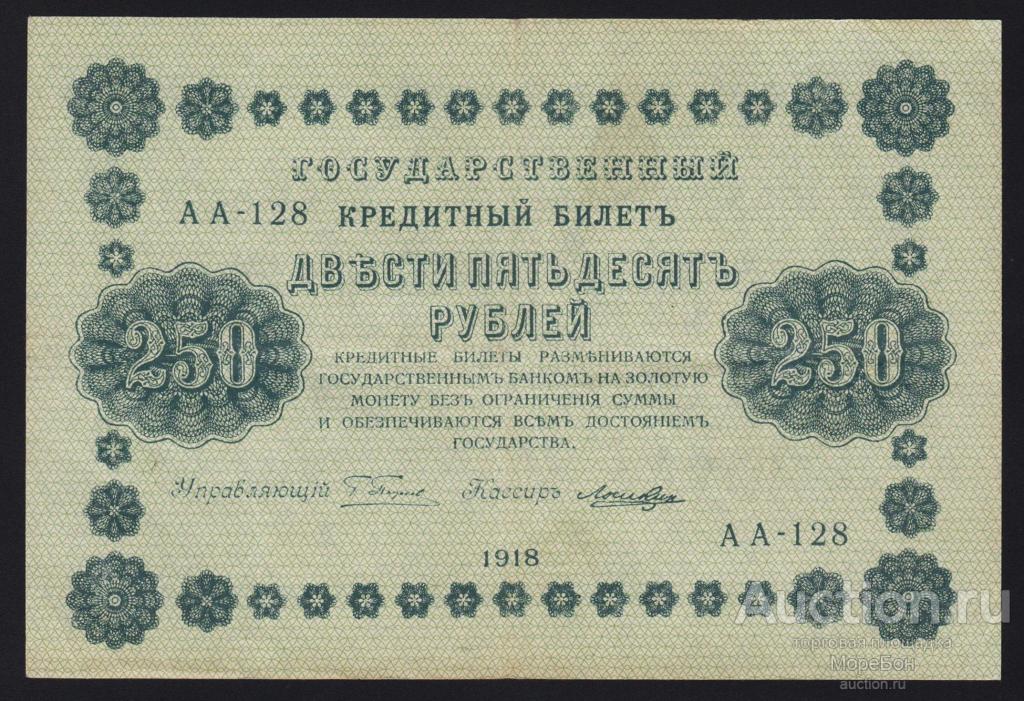 ГОСУДАРСТВЕННЫЙ
АА-128 КРЕДИТНЫЙ БИЛЕТЪ
ДВѢСТИ ПЯТЬДЕСЯТЪ
РУБЛЕЙ
250 250
КРЕДИТНЫЕ БИЛЕТЫ РАЗМѢНИВАЮТСЯ
ГОСУДАРСТВЕННЫМЪ БАНКОМЪ НА ЗОЛОТУЮ
МОНЕТУ БЕЗЪ ОГРАНИЧЕНІЯ СУММЫ
И ОБЕЗПЕЧИВАЮТСЯ ВСѢМЪ ДОСТОЯНІЕМЪ
ГОСУДАРСТВА.
Управляющій Кассиръ
АА-128
1918
Auction.ru
торговая площадка
МореБон
auction.ru